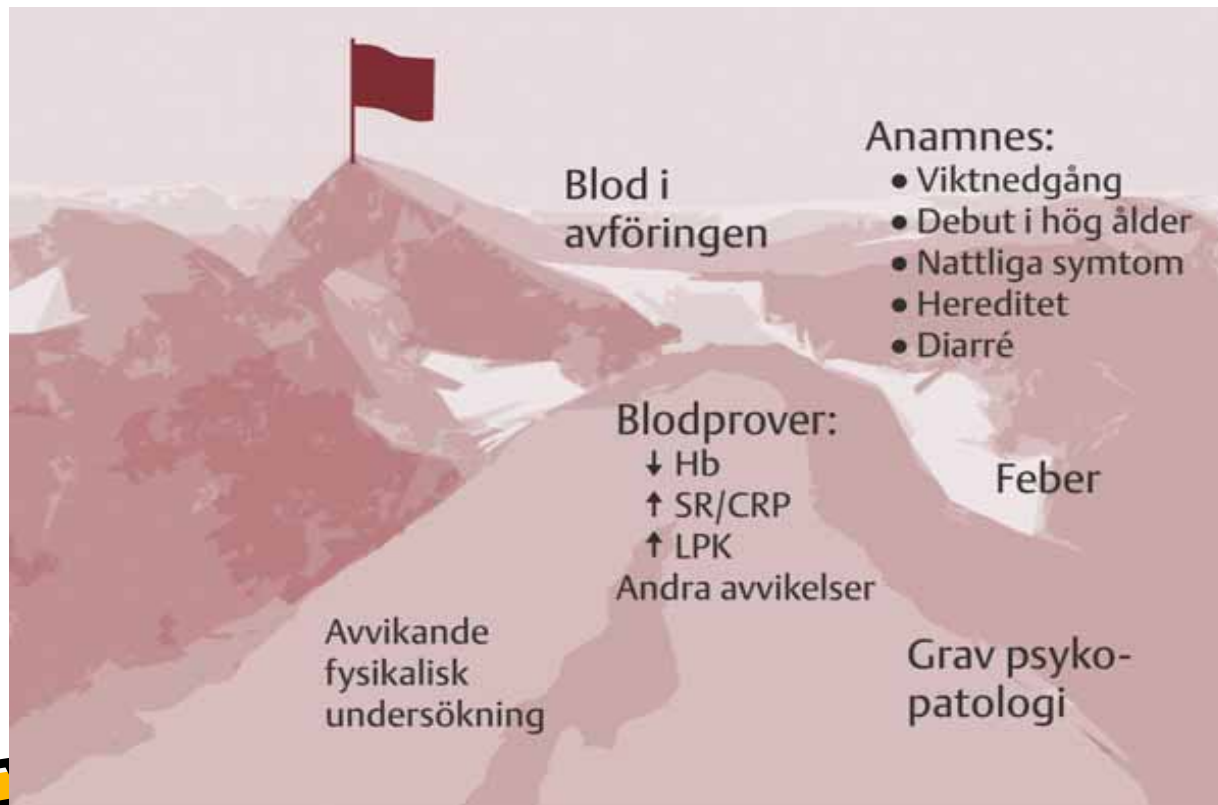 Blod i
avföringen
Anamnes:
• Viktnedgång
• Debut i hög ålder
• Nattliga symtom
• Hereditet
• Diarré
Blodprover:
↓ Hb
↑ SR/CRP
↑ LPK
Andra avvikelser
Feber
Avvikande
fysikalisk
undersökning
Grav psyko-
patologi